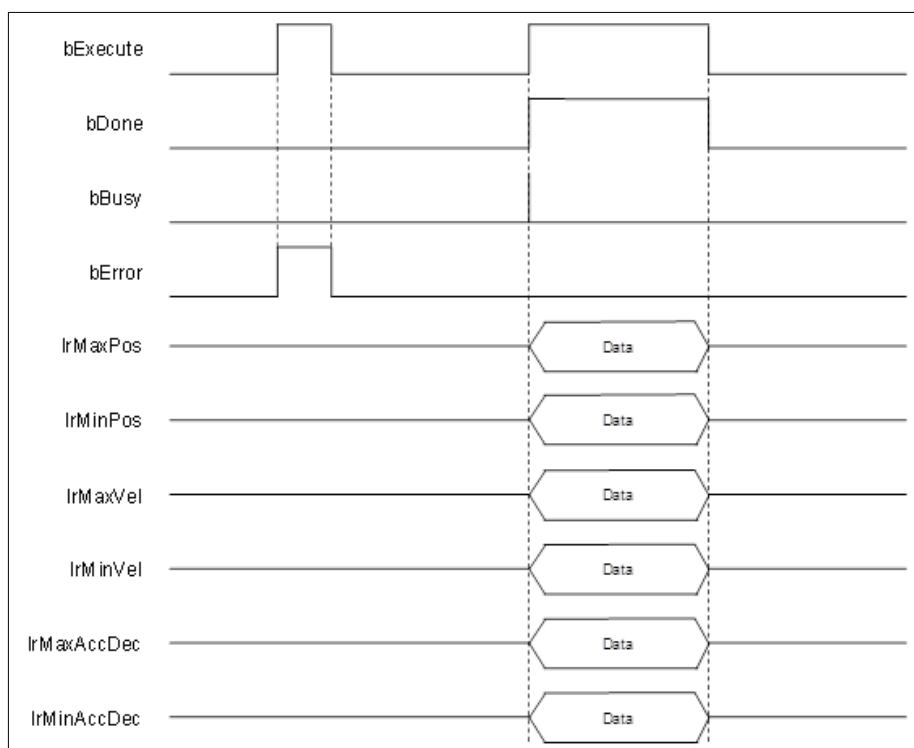 bExecute
bDone
bBusy
bError
lrMaxPos Data
lrMinPos Data
lrMaxVel Data
lrMinVel Data
lrMaxAccDec Data
lrMinAccDec Data